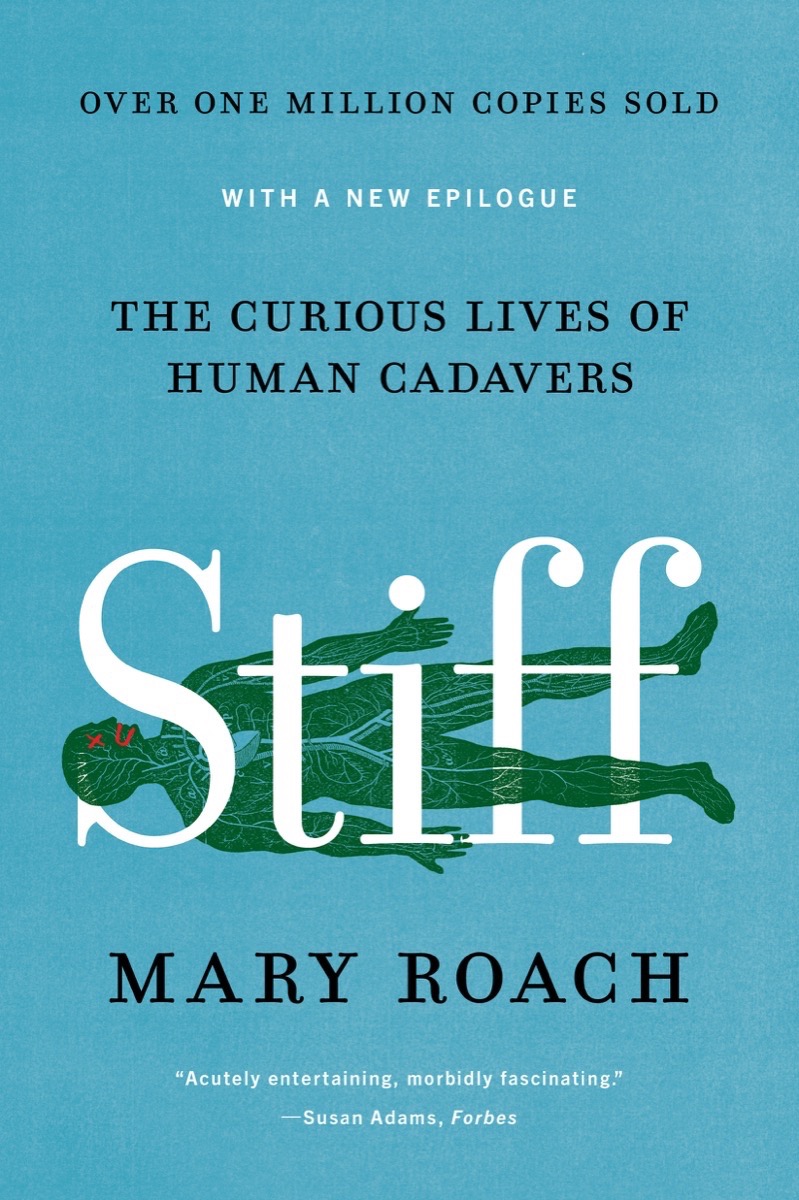 OVER ONE MILLION COPIES SOLD
WITH A NEW EPILOGUE
THE CURIOUS LIVES OF
HUMAN CADAVERS
Stiff
MARY ROACH
“Acutely entertaining, morbidly fascinating.”
—Susan Adams, Forbes